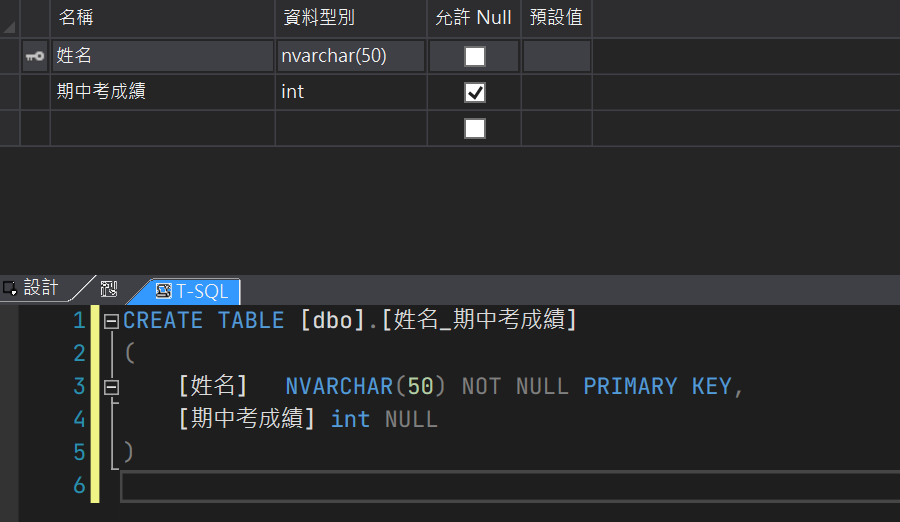 名稱 資料型別 允許 Null 預設值
姓名 nvarchar(50)
期中考成績 int
設計 T-SQL
1 CREATE TABLE [dbo].[姓名_期中考成績]
2 (
3 [姓名] NVARCHAR(50) NOT NULL PRIMARY KEY,
4 [期中考成績] int NULL
5 )
6